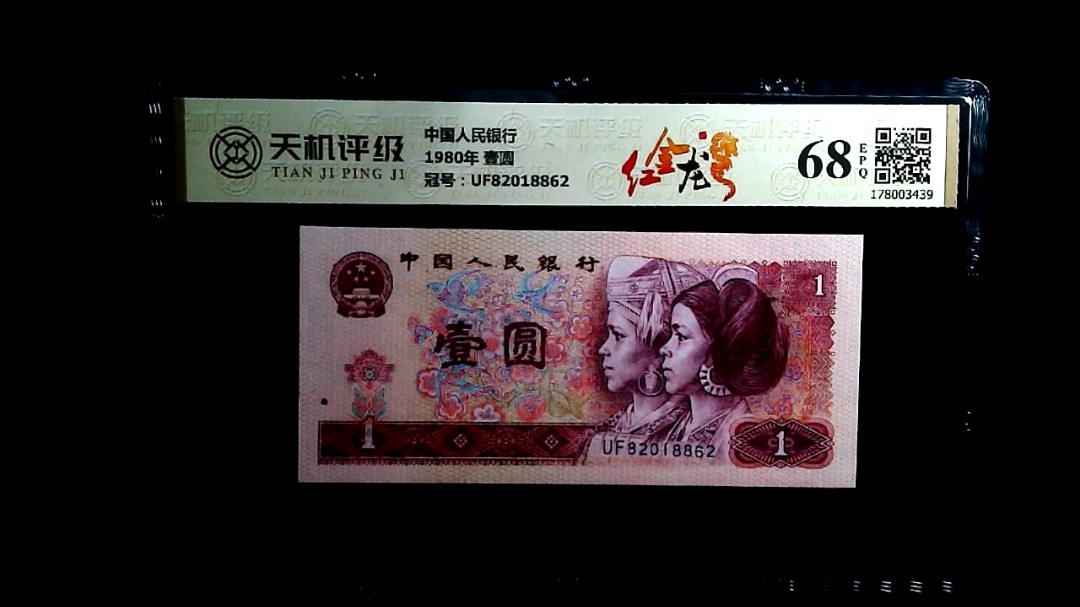 天机评级
TIAN JI PING JI
中国人民银行
1980年 壹圆
冠号：UF82018862
红金龙
68
EPQ
178003439
中国人民銀行
1
壹圆
1
UF82018862
1